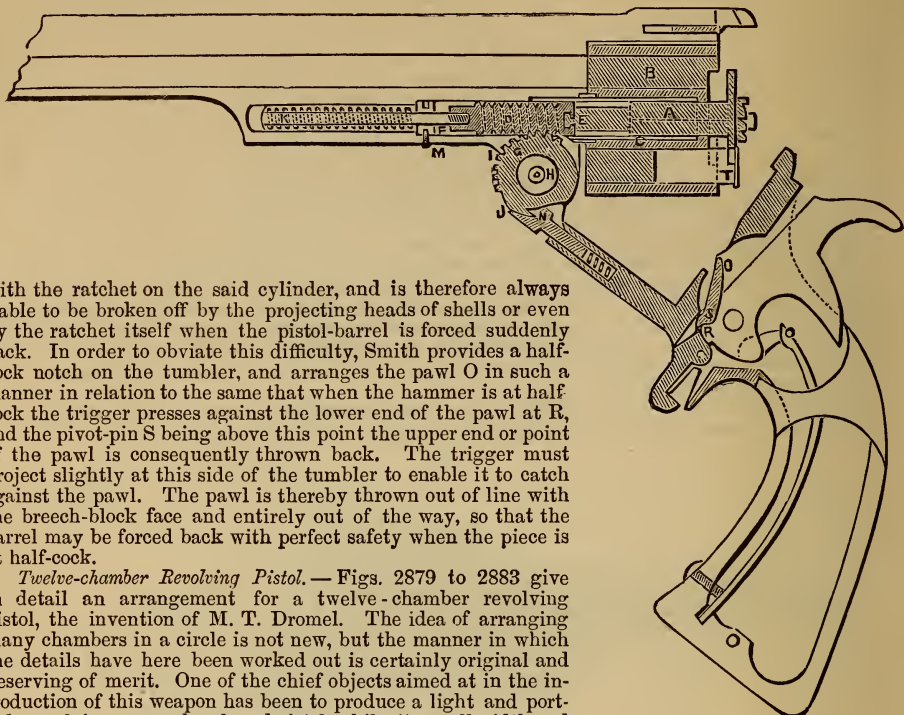 B
K U D E A
F C
M I G H T
J N
O
S
R
ith the ratchet on the said cylinder, and is therefore always
able to be broken off by the projecting heads of shells or even
y the ratchet itself when the pistol-barrel is forced suddenly
ack. In order to obviate this difficulty, Smith provides a half-
ock notch on the tumbler, and arranges the pawl O in such a
anner in relation to the same that when the hammer is at half
ock the trigger presses against the lower end of the pawl at R,
nd the pivot-pin S being above this point the upper end or point
f the pawl is consequently thrown back. The trigger must
roject slightly at this side of the tumbler to enable it to catch
gainst the pawl. The pawl is thereby thrown out of line with
he breech-block face and entirely out of the way, so that the
arrel may be forced back with perfect safety when the piece is
t half-cock.
Twelve-chamber Revolving Pistol.—Figs. 2879 to 2883 give
n detail an arrangement for a twelve-chamber revolving
istol, the invention of M. T. Dromel. The idea of arranging
any chambers in a circle is not new, but the manner in which
he details have here been worked out is certainly original and
eserving of merit. One of the chief objects aimed at in the in-
roduction of this weapon has been to produce a light and port-